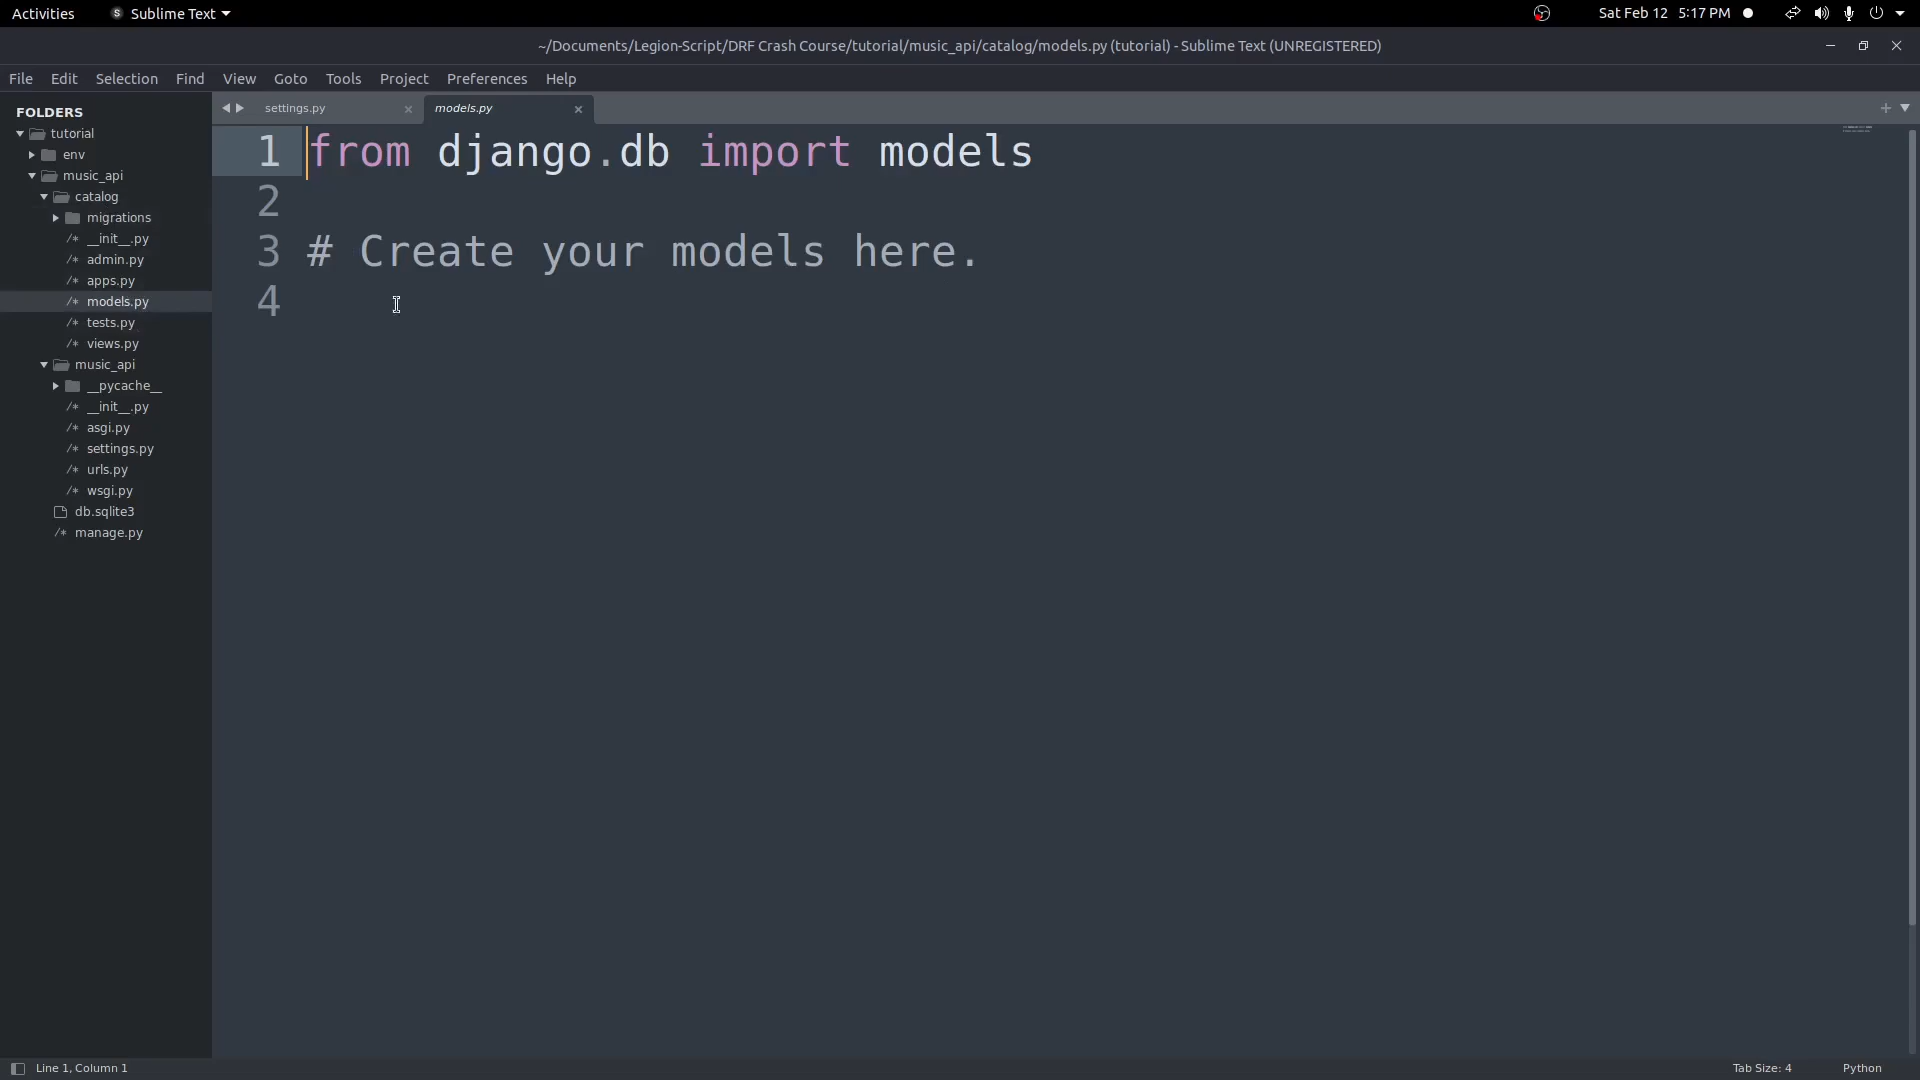 Activities
Sublime Text
Sat Feb 12 5:17 PM
~/Documents/Legion-Script/DRF Crash Course/tutorial/music_api/catalog/models.py (tutorial) - Sublime Text (UNREGISTERED)
File Edit Selection Find View Goto Tools Project Preferences Help
FOLDERS
tutorial
env
music_api
catalog
migrations
/* __init__.py
/* admin.py
/* apps.py
/* models.py
/* tests.py
/* views.py
music_api
__pycache__
/* __init__.py
/* asgi.py
/* settings.py
/* urls.py
/* wsgi.py
db.sqlite3
/* manage.py
settings.py
models.py
1 from django.db import models
2
3 # Create your models here.
4
Line 1, Column 1
Tab Size: 4
Python